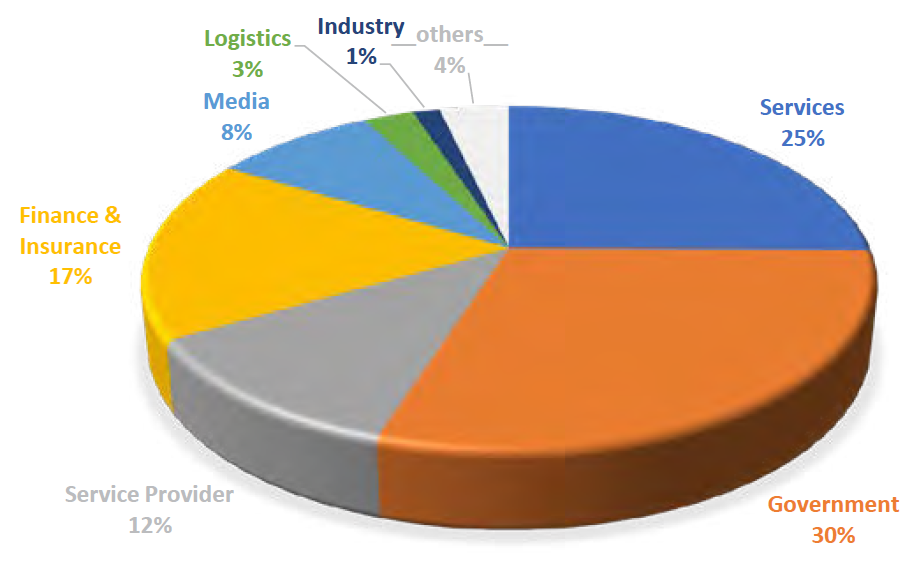 Industry
1%
others
4%
Logistics
3%
Media
8%
Services
25%
Finance &
Insurance
17%
Service Provider
12%
Government
30%